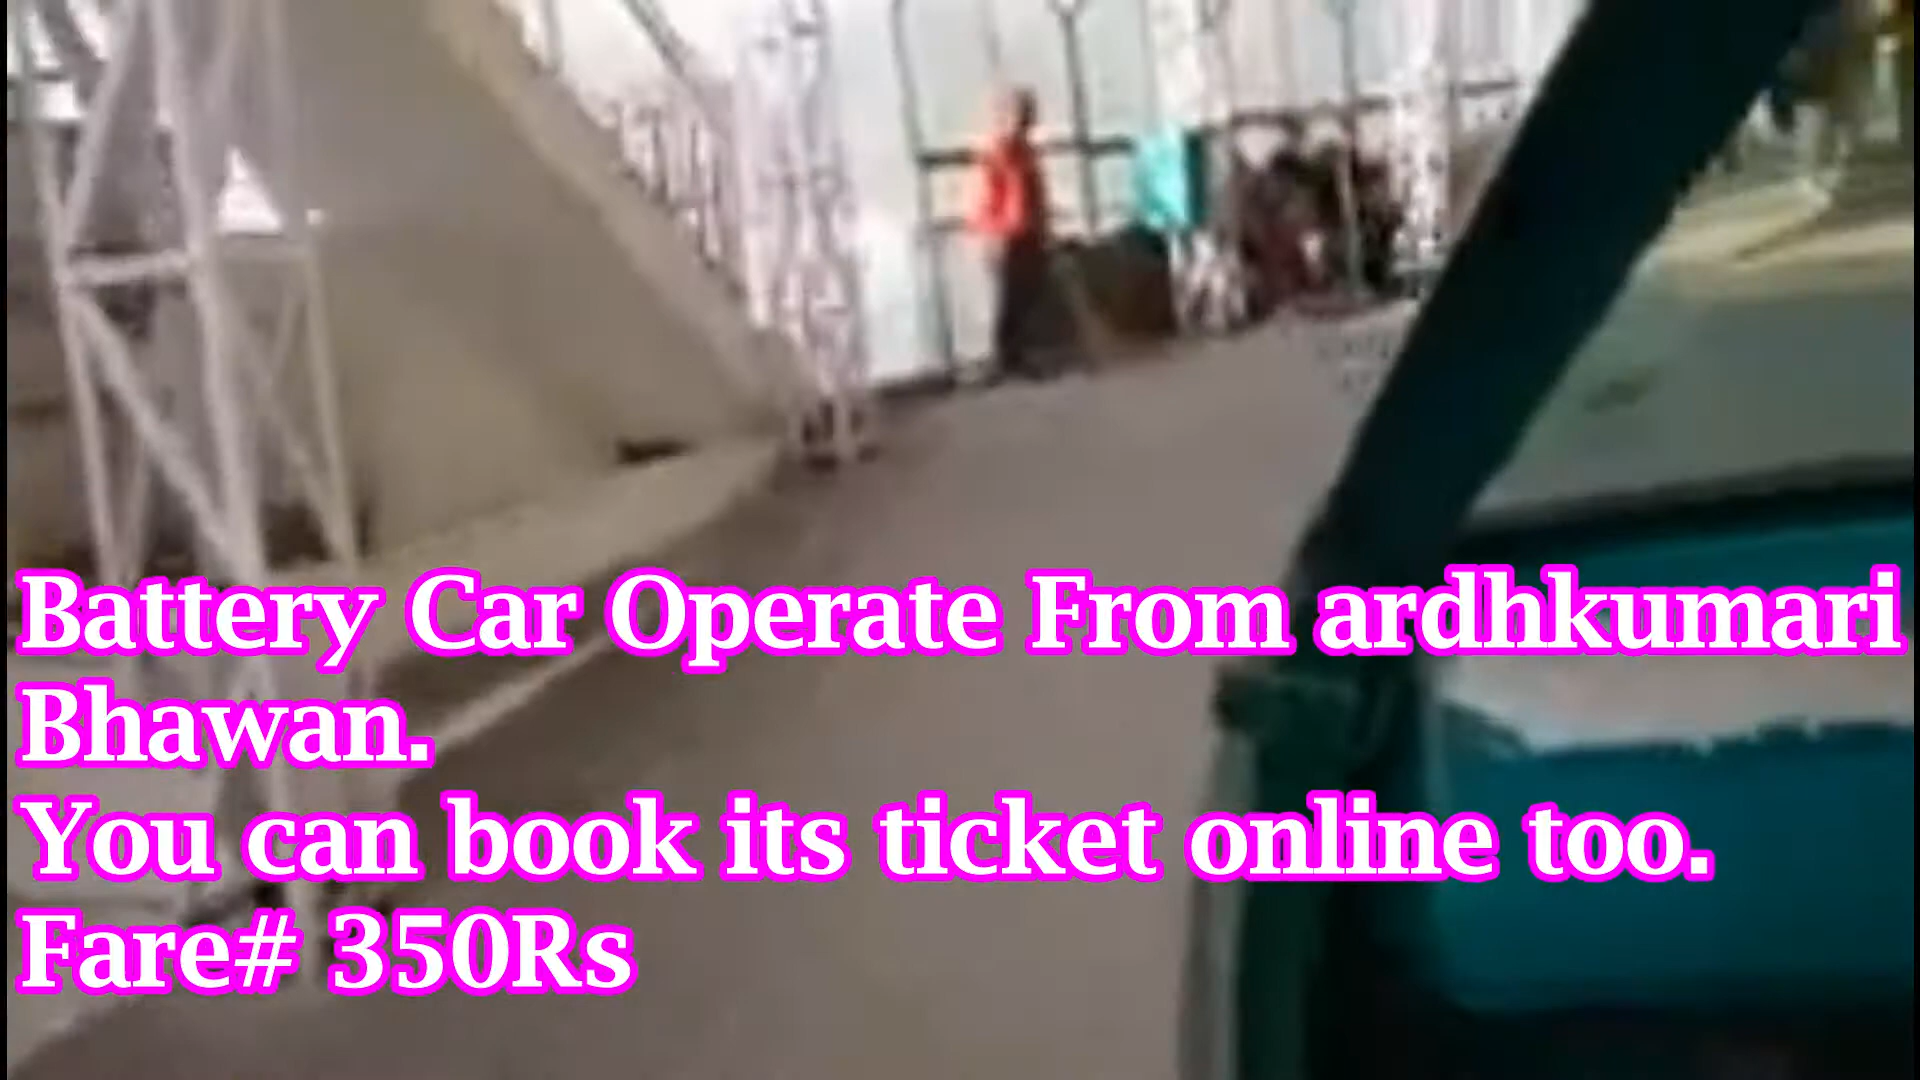 Battery Car Operate From ardhkumari
Bhawan.
You can book its ticket online too.
Fare# 350Rs